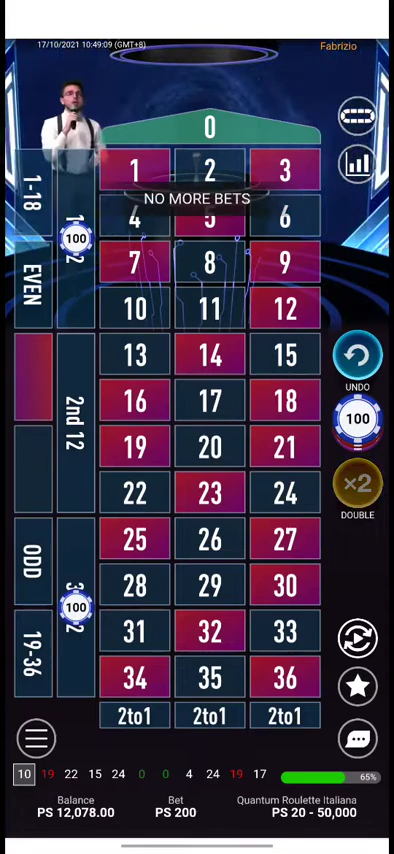 17/10/2021 10:49:09 (GMT+8)
Fabrizio
0
1 2 3
NO MORE BETS
4 5 6
7 8 9
10 11 12
13 14 15
16 17 18
19 20 21
22 23 24
25 26 27
28 29 30
31 32 33
34 35 36
2to1 2to1 2to1
1-18
EVEN
ODD
19-36
100
2nd 12
100
UNDO
100
×2
DOUBLE
10 19 22 15 24 0 0 4 24 19 17
65%
Balance Bet Quantum Roulette Italiana
PS 12,078.00 PS 200 PS 20 - 50,000